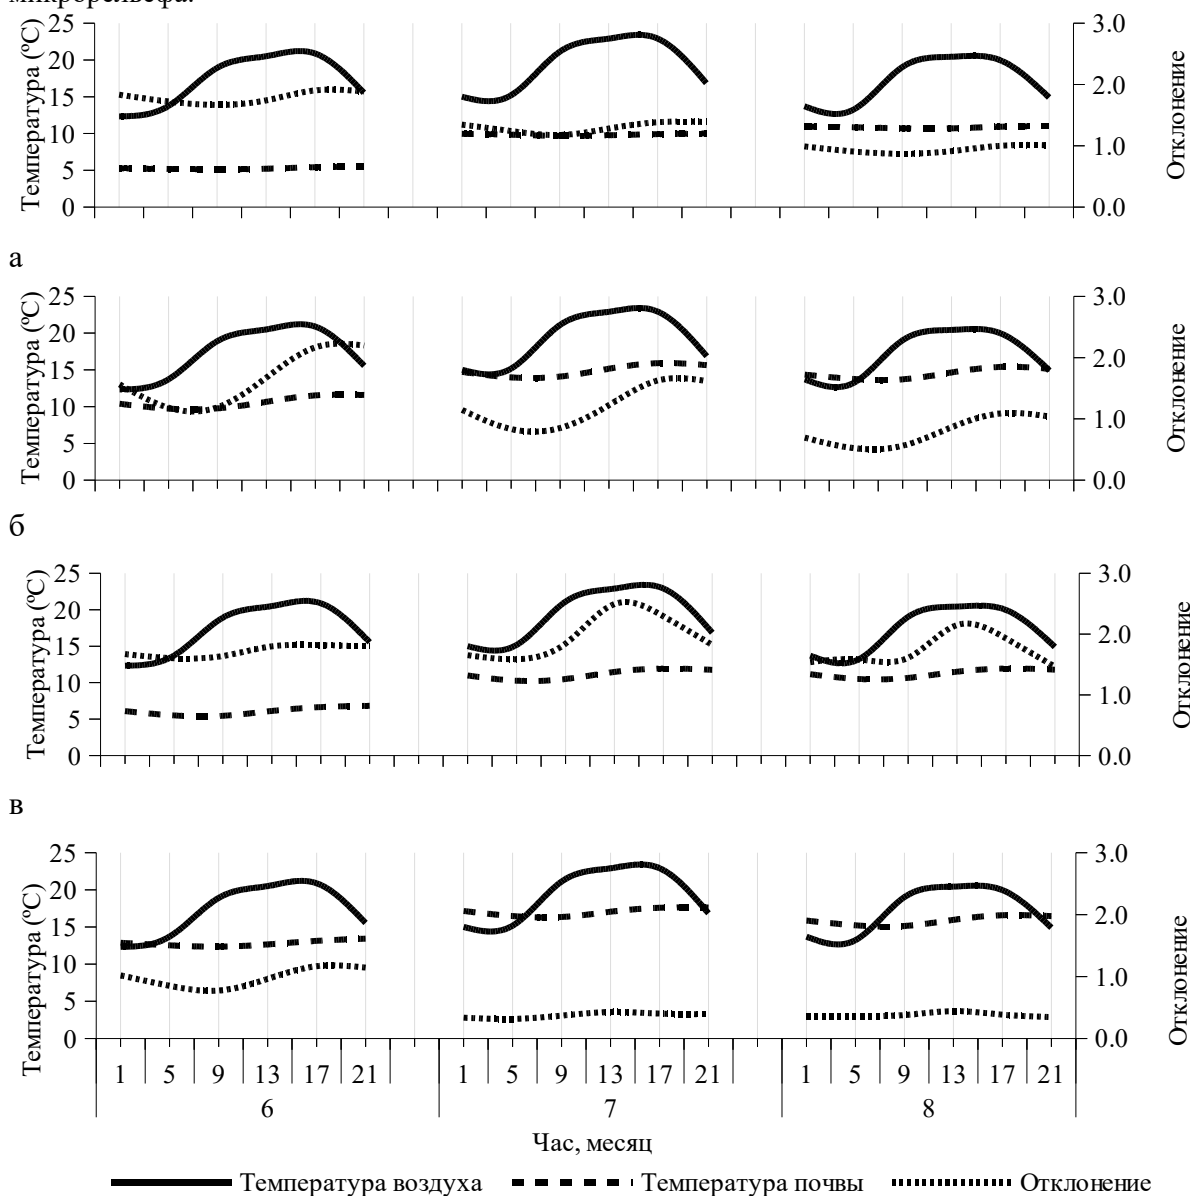 микрорельефа.
25
20
15
10
5
0
Температура (ºC)
3.0
2.0
1.0
0.0
Отклонение
а
25
20
15
10
5
0
Температура (ºC)
3.0
2.0
1.0
0.0
Отклонение
б
25
20
15
10
5
0
Температура (ºC)
3.0
2.0
1.0
0.0
Отклонение
в
25
20
15
10
5
0
Температура (ºC)
3.0
2.0
1.0
0.0
Отклонение
1 5 9 13 17 21 1 5 9 13 17 21 1 5 9 13 17 21
6 7 8
Час, месяц
Температура воздуха Температура почвы Отклонение